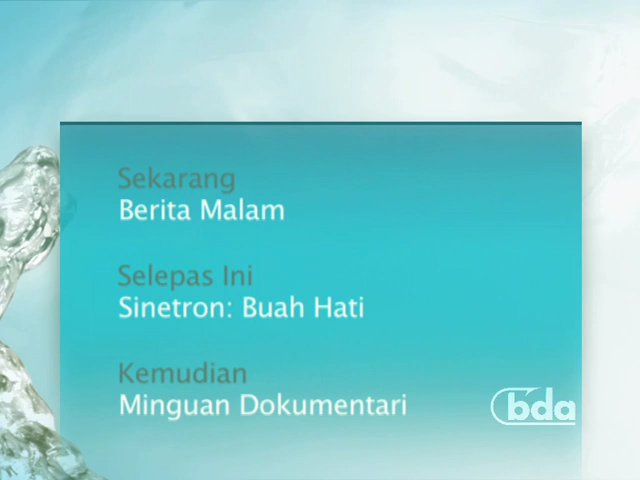 Sekarang
Berita Malam
Selepas Ini
Sinetron: Buah Hati
Kemudian
Minguan Dokumentari
bda